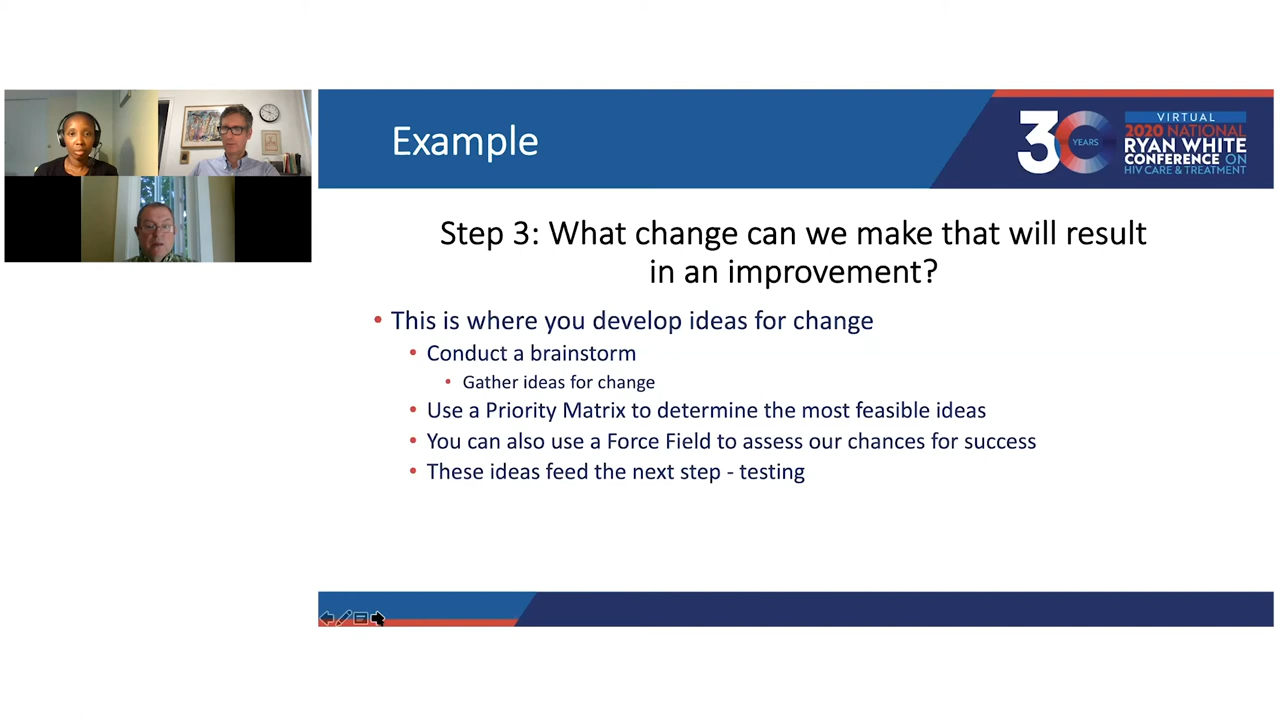 Example
VIRTUAL
30
YEARS
2020 NATIONAL
RYAN WHITE
CONFERENCE ON
HIV CARE & TREATMENT
Step 3: What change can we make that will result
in an improvement?
• This is where you develop ideas for change
• Conduct a brainstorm
• Gather ideas for change
• Use a Priority Matrix to determine the most feasible ideas
• You can also use a Force Field to assess our chances for success
• These ideas feed the next step - testing